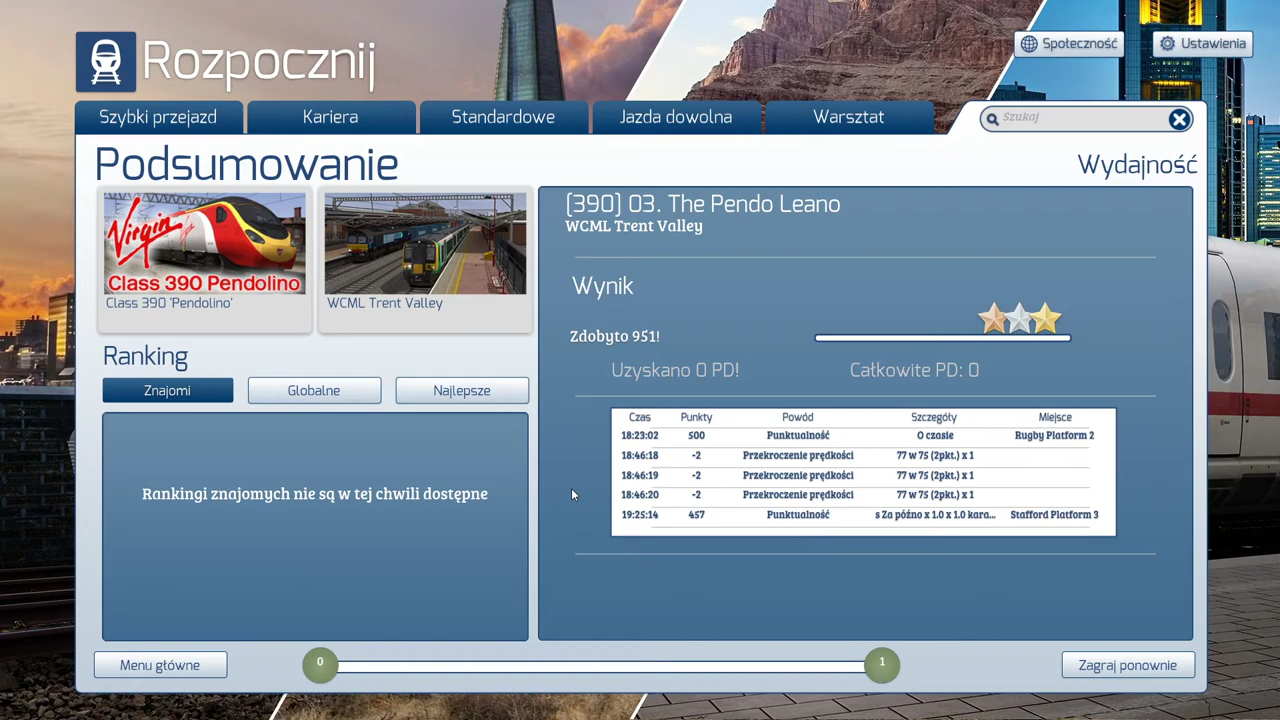 Rozpocznij
Społeczność
Ustawienia
Szybki przejazd
Kariera
Standardowe
Jazda dowolna
Warsztat
Szukaj
Podsumowanie
Wydajność
Virgin
Class 390 Pendolino
Class 390 'Pendolino'
WCML Trent Valley
Ranking
Znajomi
Globalne
Najlepsze
Rankingi znajomych nie są w tej chwili dostępne
[390] 03. The Pendo Leano
WCML Trent Valley
Wynik
Zdobyto 951!
Uzyskano 0 PD!
Całkowite PD: 0
Czas Punkty Powód Szczegóły Miejsce
18:23:02 500 Punktualność O czasie Rugby Platform 2
18:46:18 -2 Przekroczenie prędkości 77 w 75 (2pkt.) x 1
18:46:19 -2 Przekroczenie prędkości 77 w 75 (2pkt.) x 1
18:46:20 -2 Przekroczenie prędkości 77 w 75 (2pkt.) x 1
19:25:14 457 Punktualność s Za późno x 1.0 x 1.0 kara... Stafford Platform 3
Menu główne
0
1
Zagraj ponownie